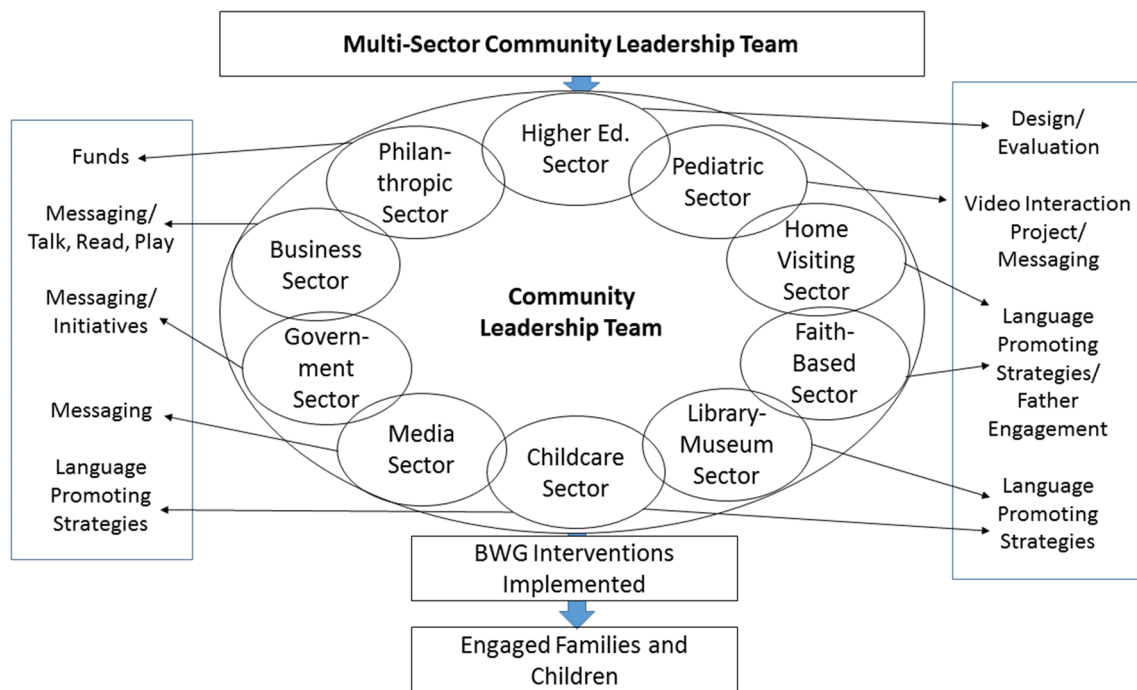 Multi-Sector Community Leadership Team
Funds
Messaging/
Talk, Read, Play
Messaging/
Initiatives
Messaging
Language
Promoting
Strategies
Higher Ed.
Sector
Philan-
thropic
Sector
Pediatric
Sector
Business
Sector
Home
Visiting
Sector
Community
Leadership Team
Govern-
ment
Sector
Faith-
Based
Sector
Media
Sector
Childcare
Sector
Library-
Museum
Sector
Design/
Evaluation
Video Interaction
Project/
Messaging
Language
Promoting
Strategies/
Father
Engagement
Language
Promoting
Strategies
BWG Interventions
Implemented
Engaged Families and
Children